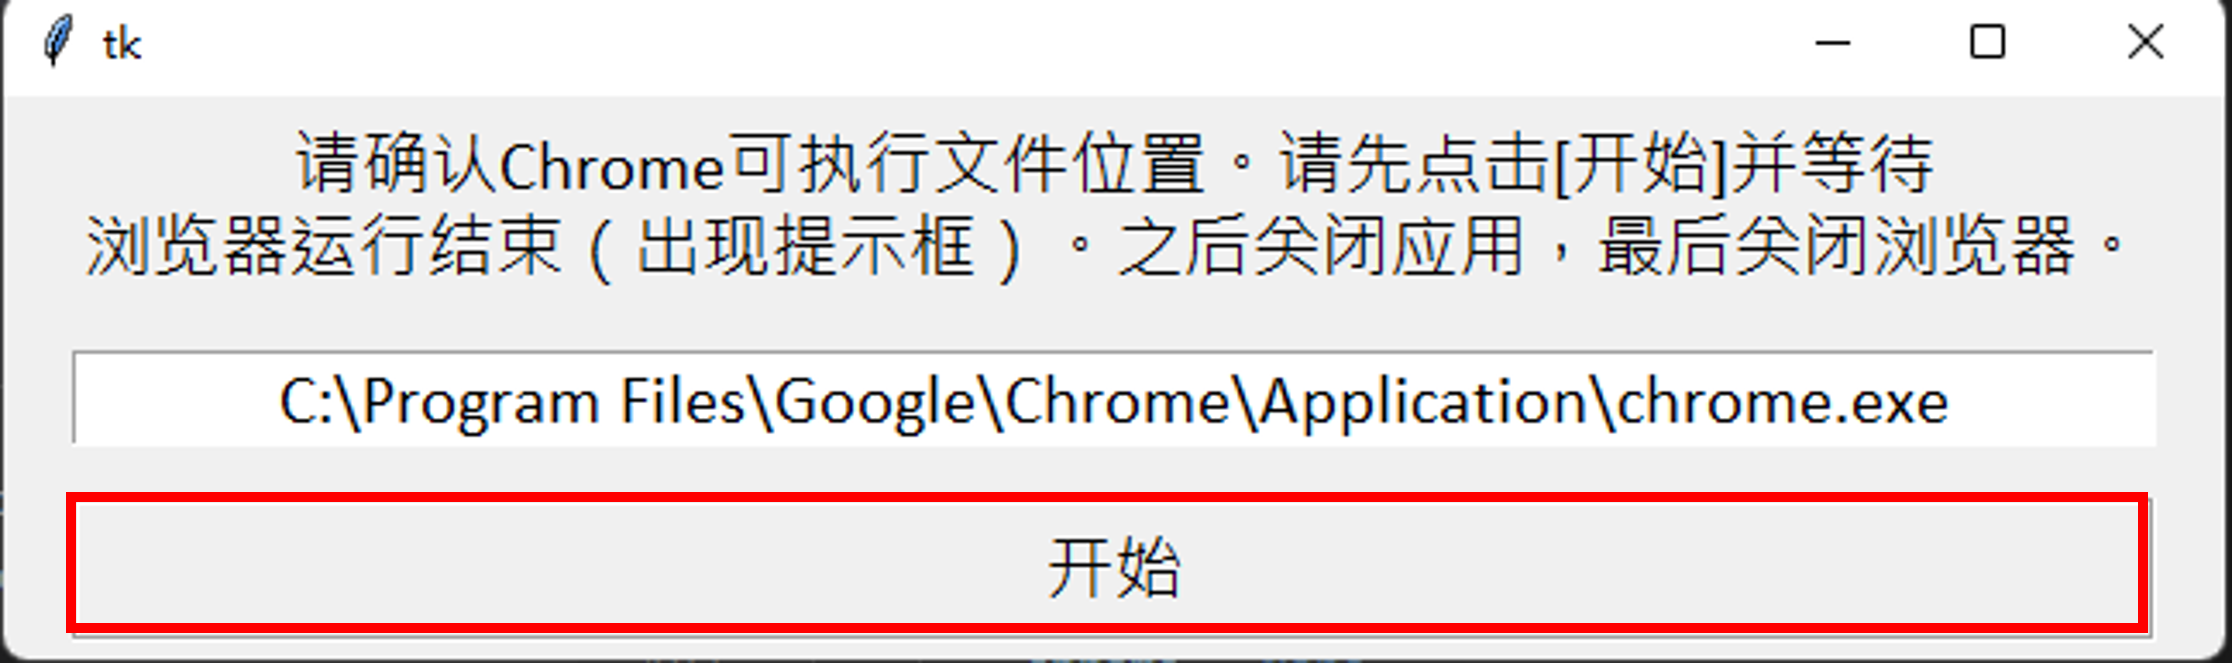 tk
请确认Chrome可执行文件位置。请先点击[开始]并等待
浏览器运行结束（出现提示框）。之后关闭应用，最后关闭浏览器。
C:\Program Files\Google\Chrome\Application\chrome.exe
开始